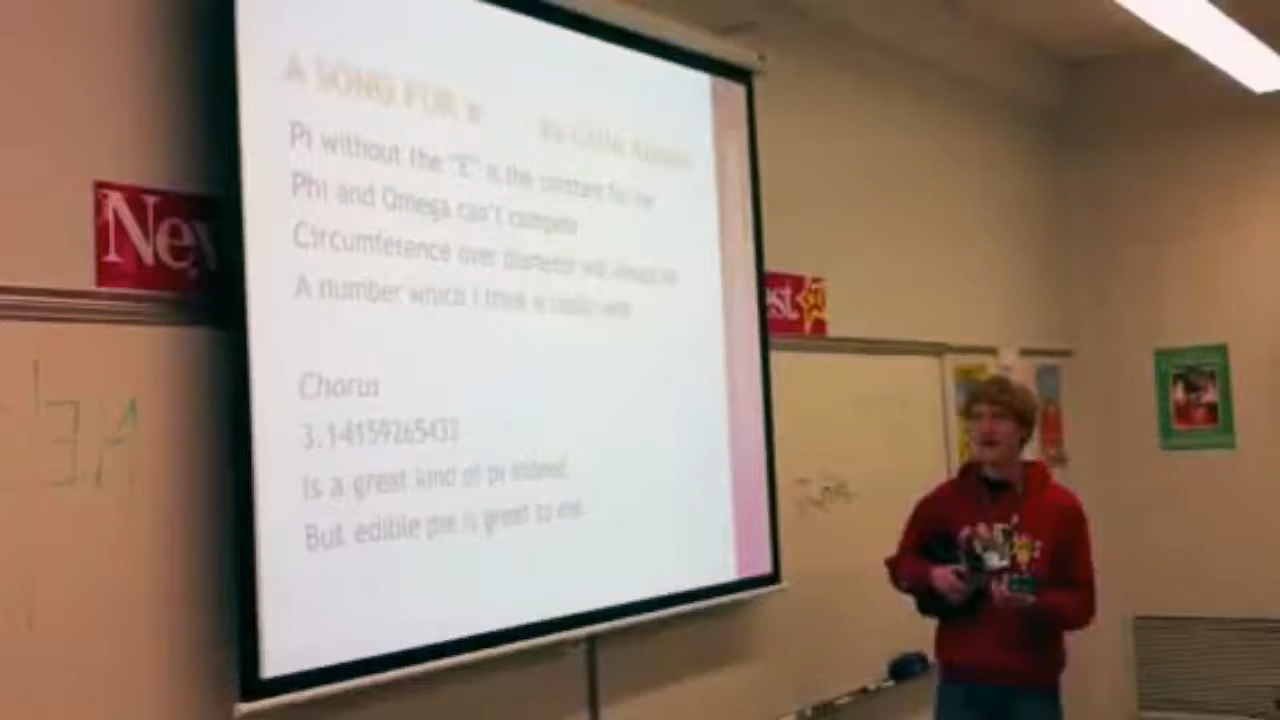 A SONG FOR π
Pi without the "E" is the constant for me
Phi and Omega can't compete
Circumference over diameter will always be
A number which I think is really neat
Chorus
3.14159265433
Is a great kind of pi indeed
But edible pie is great to eat
Ne
est